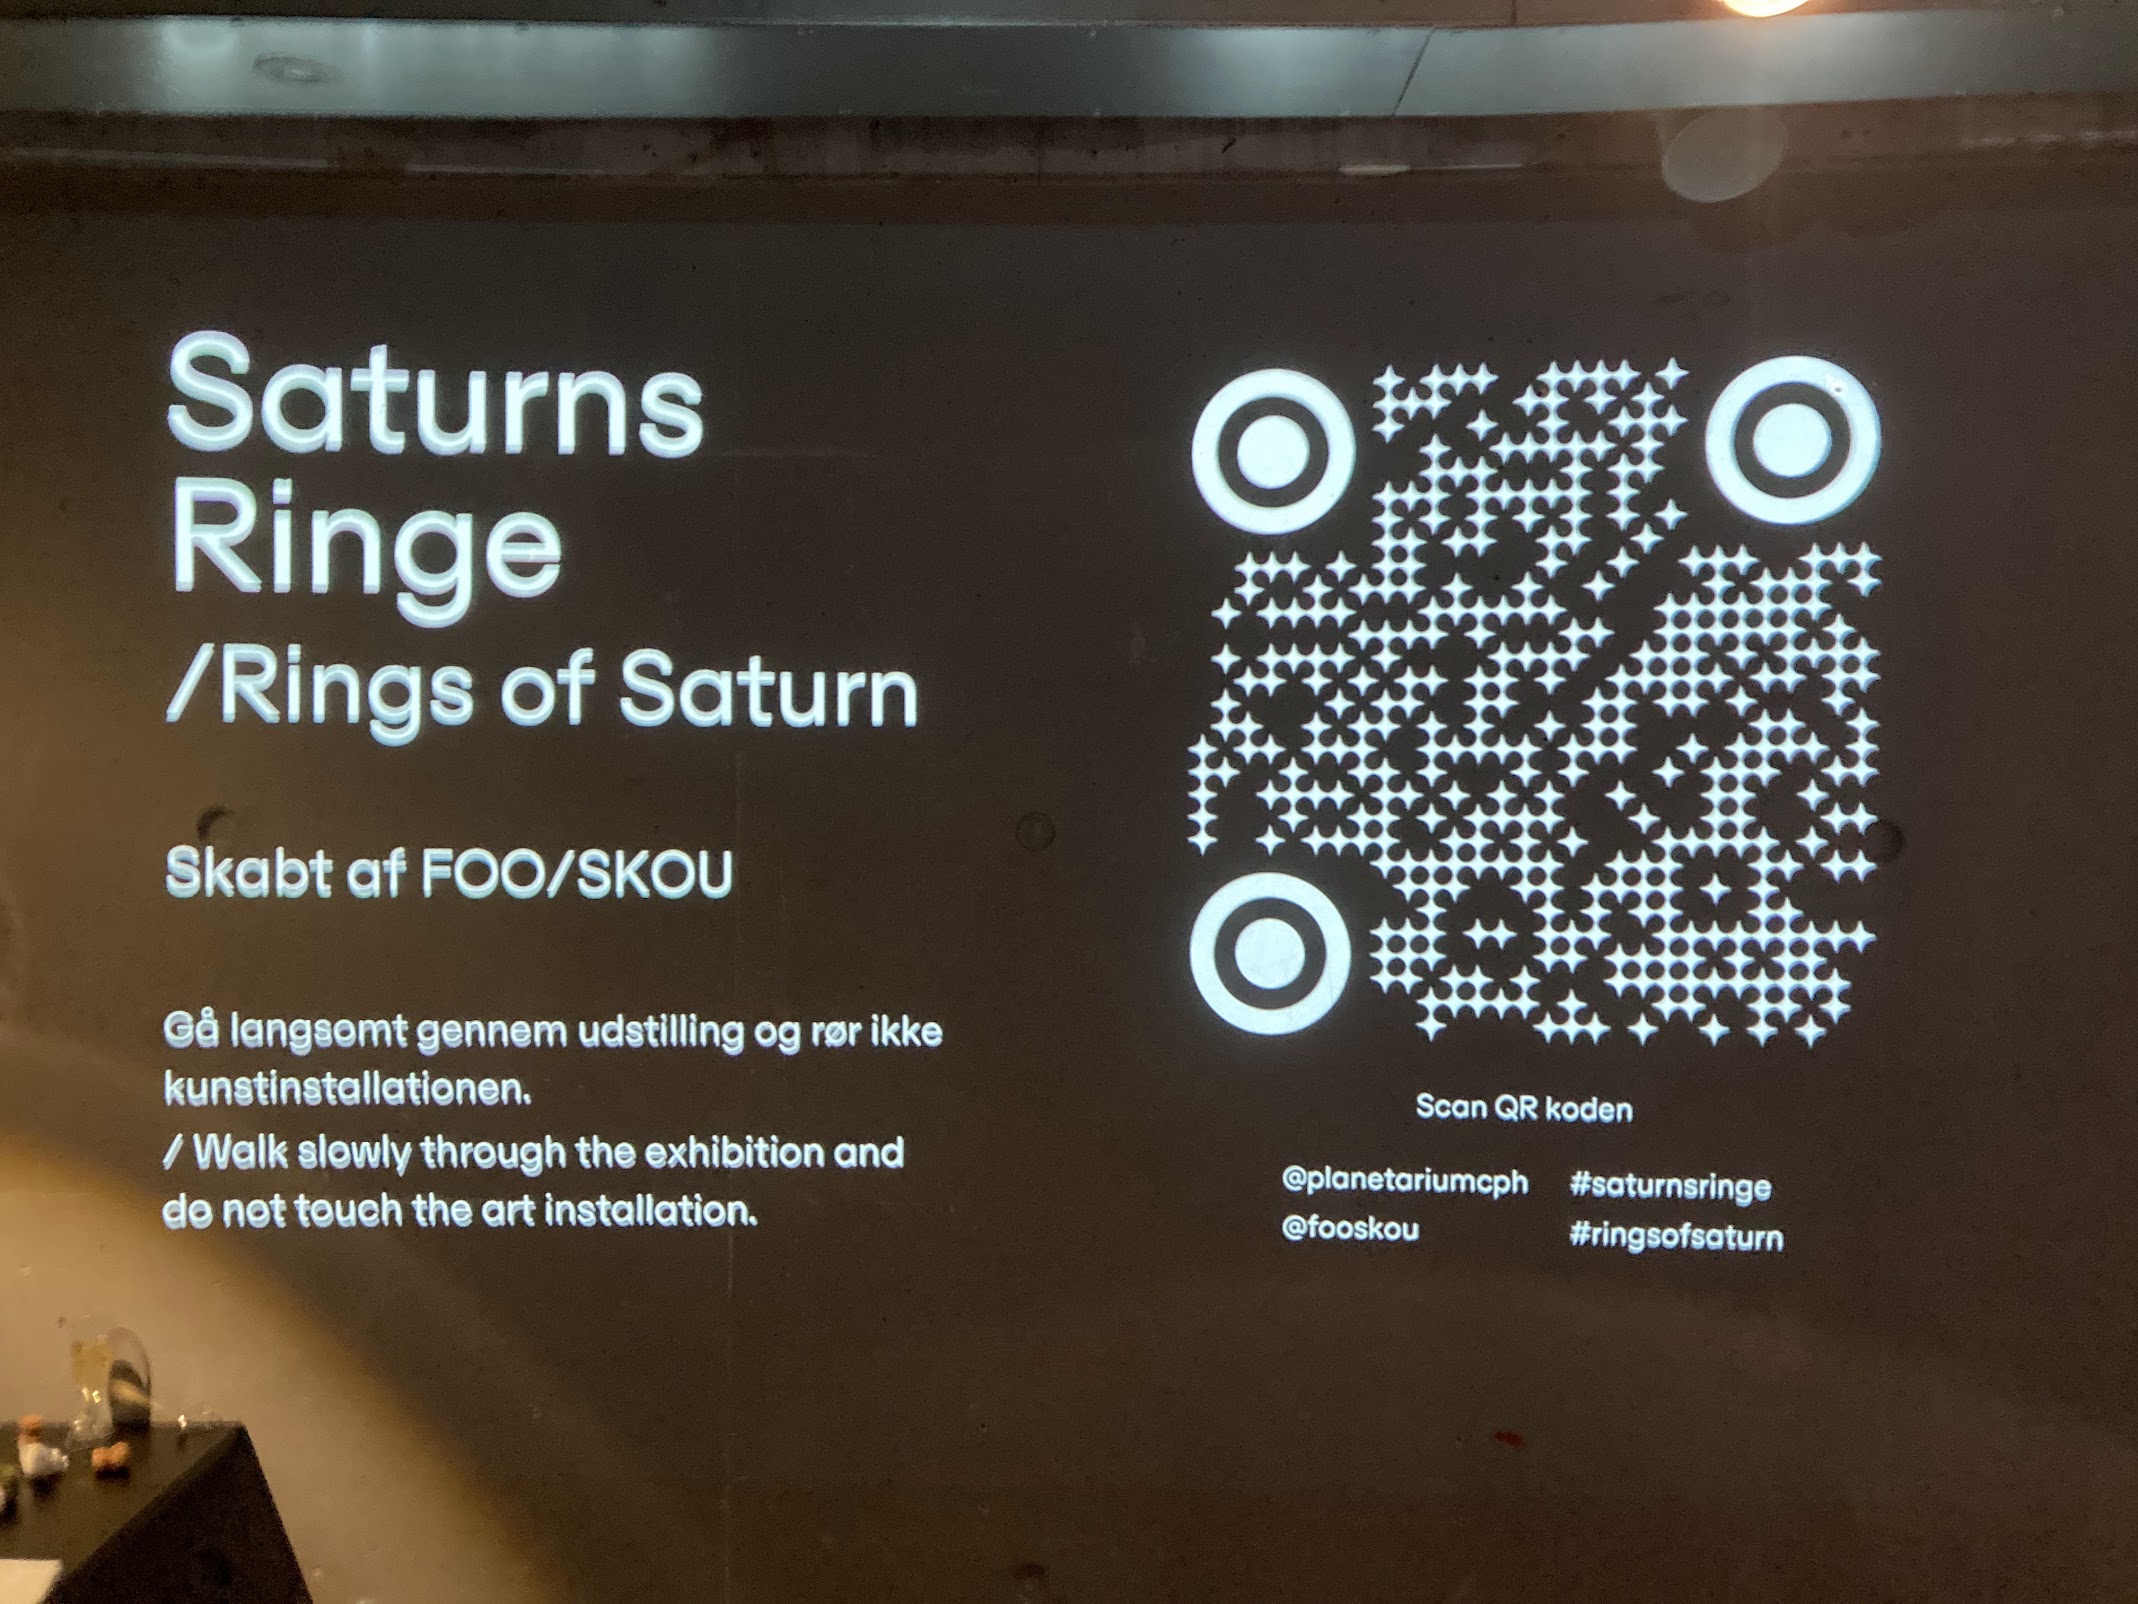 Saturns
Ringe
/Rings of Saturn
Skabt af FOO/SKOU
Gå langsomt gennem udstilling og rør ikke
kunstinstallationen.
/ Walk slowly through the exhibition and
do not touch the art installation.
Scan QR koden
@planetariumcph #saturnsringe
@fooskou #ringsofsaturn